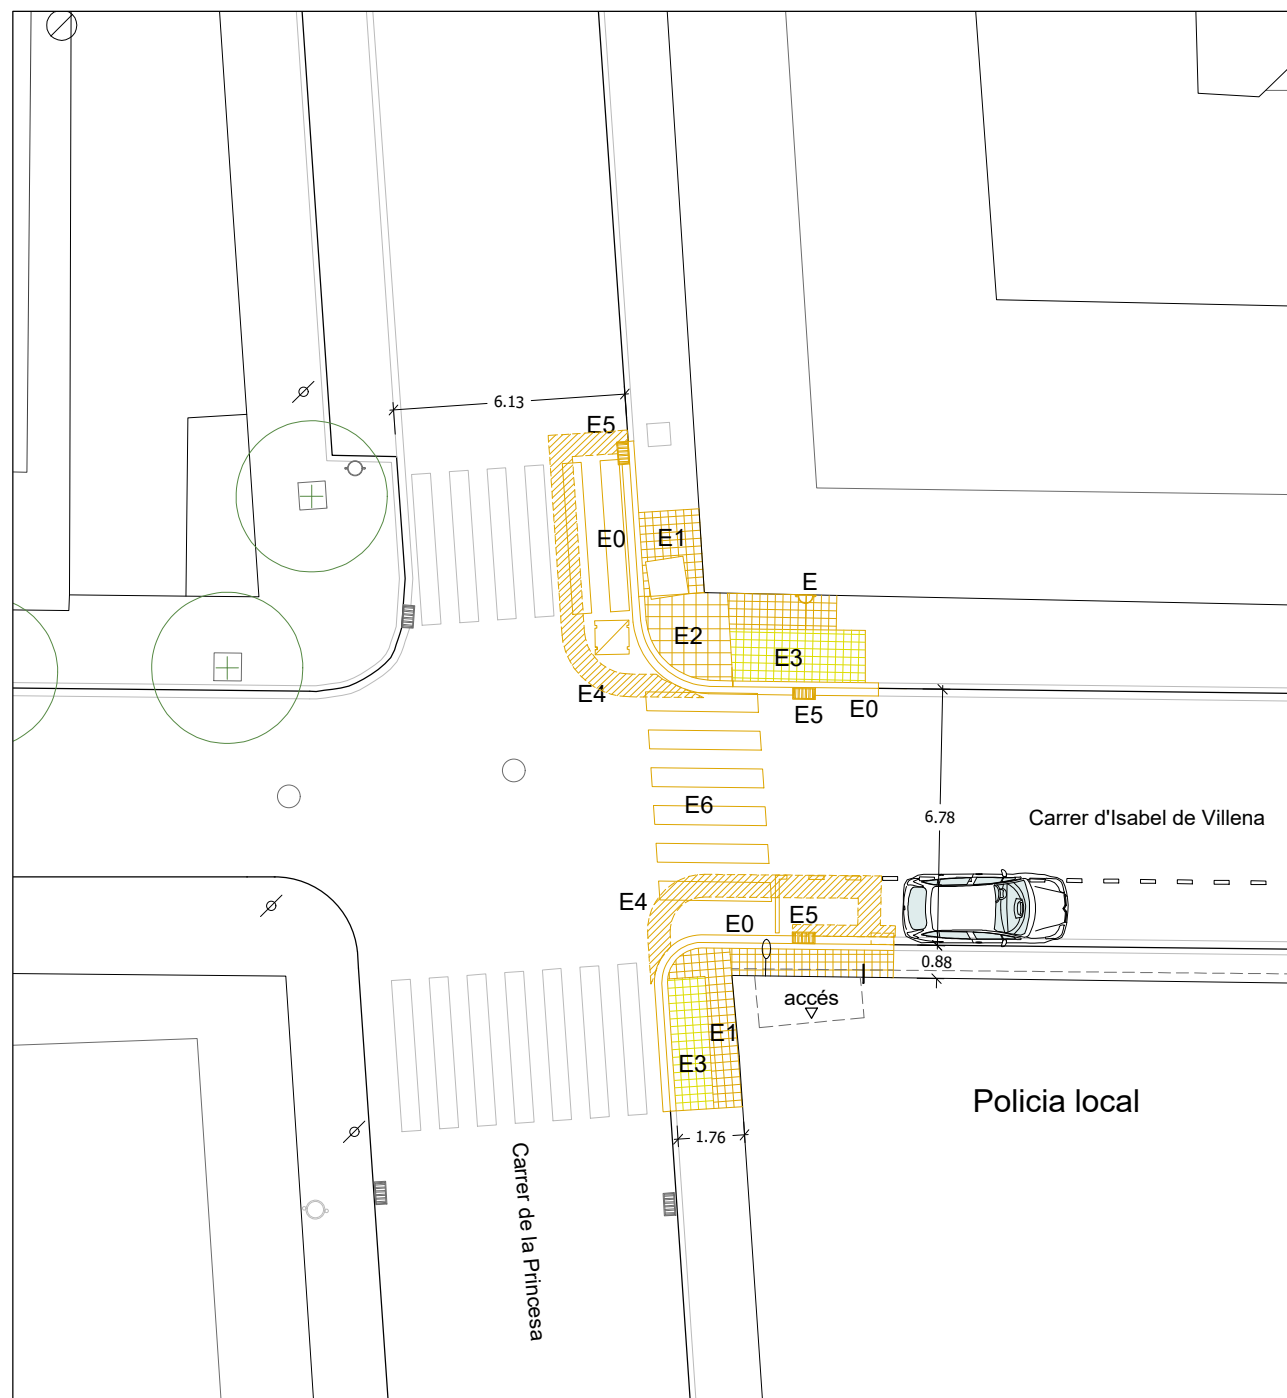 6.13
E5
E0
E1
E
E2
E3
E4
E5
E0
E6
6.78
Carrer d'Isabel de Villena
E4
E0
E5
0.88
accés
E1
E3
Policia local
1.76
Carrer de la Princesa